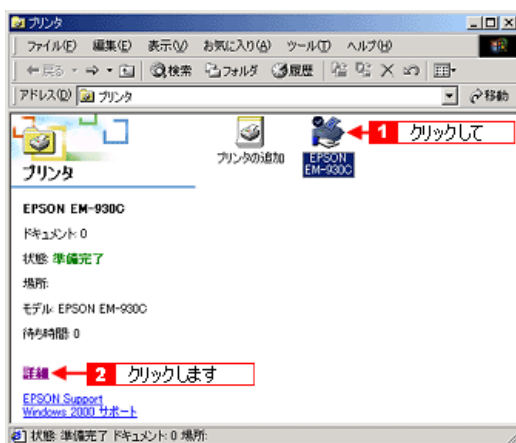 プリンタ
ファイル(F) 編集(E) 表示(V) お気に入り(A) ツール(T) ヘルプ(H)
戻る 検索 フォルダ 履歴
アドレス(D) プリンタ 移動
プリンタの追加
EPSON EM-930C
1 クリックして
プリンタ
EPSON EM-930C
ドキュメント: 0
状態: 準備完了
場所:
モデル: EPSON EM-930C
待ち時間: 0
詳細
2 クリックします
EPSON Support
Windows 2000 サポート
状態: 準備完了 ドキュメント: 0 場所: